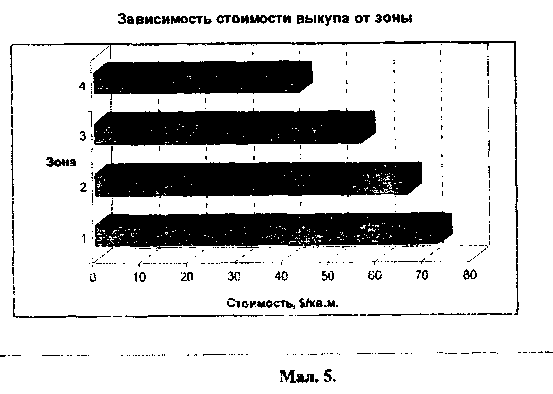 Зависимость стоимости выкупа от зоны
4
3
Зона
2
1
0 10 20 30 40 50 60 70 80
Стоимость, $/кв.м.
Мал. 5.